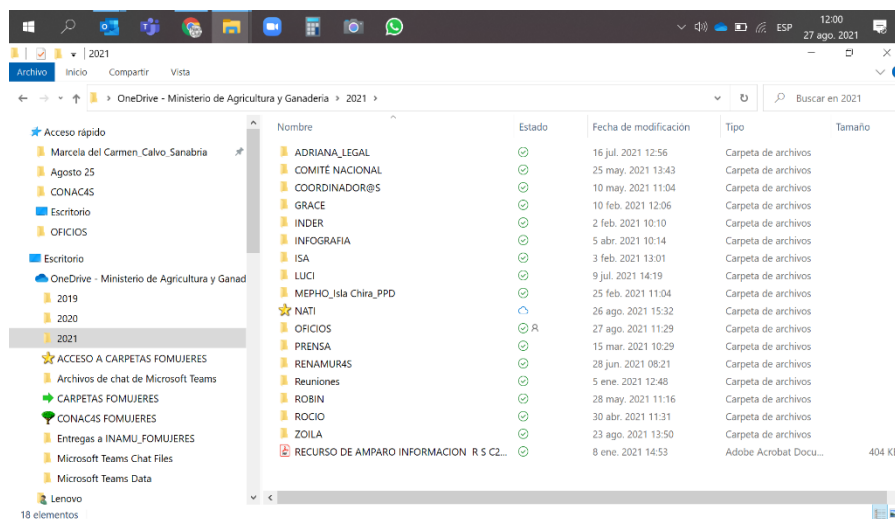 ESP
12:00
27 ago. 2021
2021
Archivo Inicio Compartir Vista
OneDrive - Ministerio de Agricultura y Ganaderia > 2021 >
Buscar en 2021
Acceso rápido
Marcela del Carmen_Calvo_Sanabria
Agosto 25
CONAC4S
Escritorio
OFICIOS
Escritorio
OneDrive - Ministerio de Agricultura y Ganad
2019
2020
2021
ACCESO A CARPETAS FOMUJERES
Archivos de chat de Microsoft Teams
CARPETAS FOMUJERES
CONAC4S FOMUJERES
Entregas a INAMU_FOMUJERES
Microsoft Teams Chat Files
Microsoft Teams Data
Lenovo
Nombre Estado Fecha de modificación Tipo Tamaño
ADRIANA_LEGAL 16 jul. 2021 12:56 Carpeta de archivos
COMITÉ NACIONAL 25 may. 2021 13:43 Carpeta de archivos
COORDINADOR@S 10 may. 2021 11:04 Carpeta de archivos
GRACE 10 feb. 2021 12:06 Carpeta de archivos
INDER 2 feb. 2021 10:10 Carpeta de archivos
INFOGRAFIA 5 abr. 2021 10:14 Carpeta de archivos
ISA 3 feb. 2021 13:01 Carpeta de archivos
LUCI 9 jul. 2021 14:19 Carpeta de archivos
MEPHO_Isla Chira_PPD 25 feb. 2021 11:04 Carpeta de archivos
NATI 26 ago. 2021 15:32 Carpeta de archivos
OFICIOS 27 ago. 2021 11:29 Carpeta de archivos
PRENSA 15 mar. 2021 10:29 Carpeta de archivos
RENAMUR4S 28 jun. 2021 08:21 Carpeta de archivos
Reuniones 5 ene. 2021 12:48 Carpeta de archivos
ROBIN 28 may. 2021 11:16 Carpeta de archivos
ROCIO 30 abr. 2021 11:31 Carpeta de archivos
ZOILA 23 ago. 2021 13:50 Carpeta de archivos
RECURSO DE AMPARO INFORMACION R S C2... 8 ene. 2021 14:53 Adobe Acrobat Docu... 404 K
18 elementos